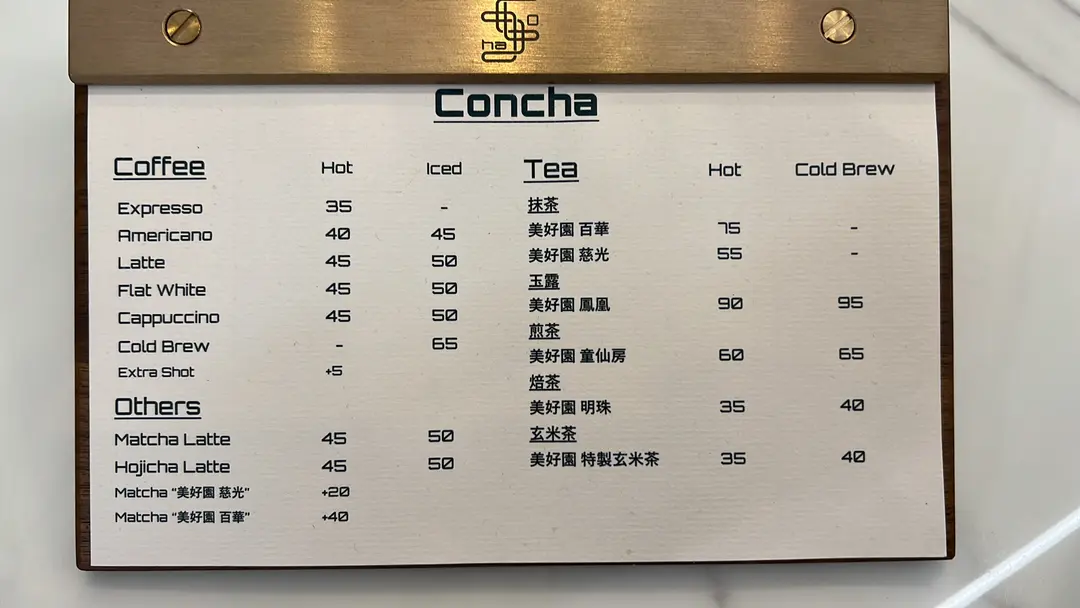 ha
Concha
Coffee Hot Iced
Expresso 35 -
Americano 40 45
Latte 45 50
Flat White 45 50
Cappuccino 45 50
Cold Brew - 65
Extra Shot +5
Others
Matcha Latte 45 50
Hojicha Latte 45 50
Matcha "美好園 慈光" +20
Matcha "美好園 百華" +40
Tea Hot Cold Brew
抹茶
美好園 百華 75 -
美好園 慈光 55 -
玉露
美好園 鳳凰 90 95
煎茶
美好園 童仙房 60 65
焙茶
美好園 明珠 35 40
玄米茶
美好園 特製玄米茶 35 40